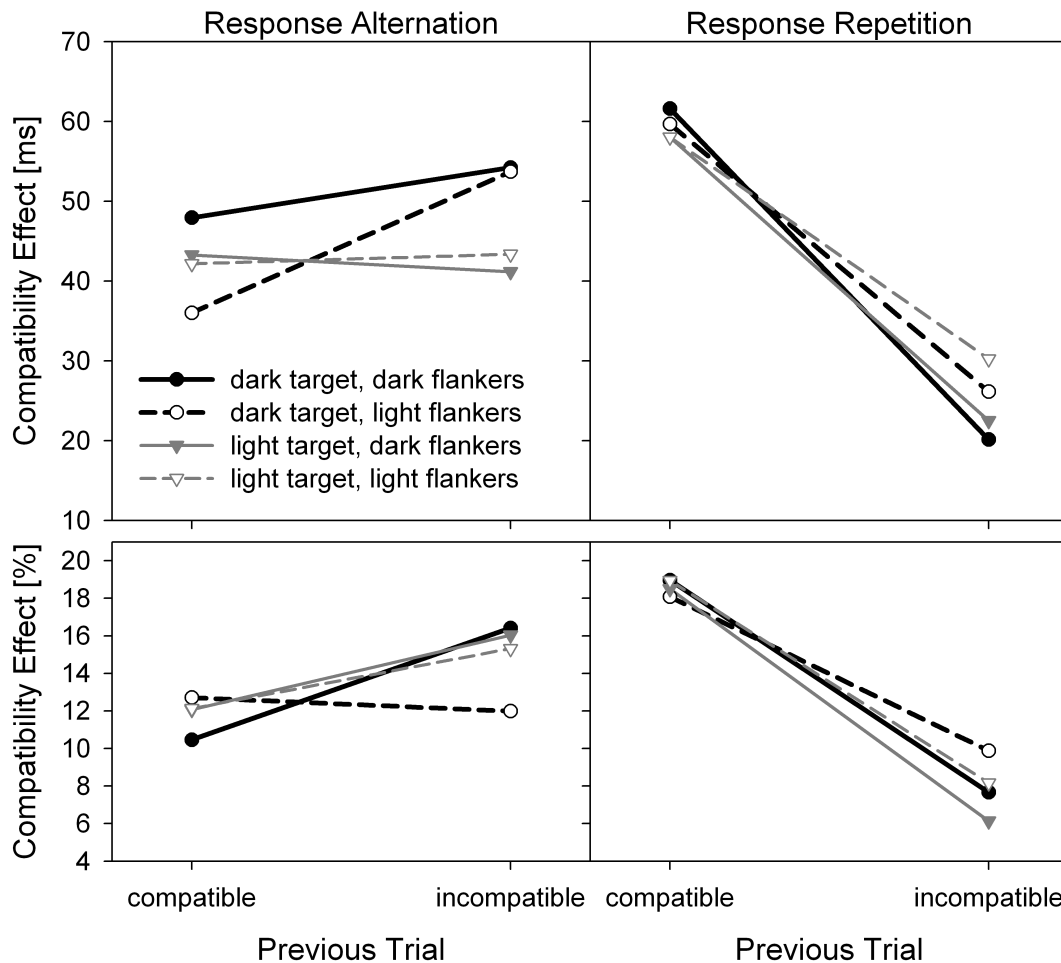 Response Alternation
Response Repetition
Compatibility Effect [ms]
70
60
50
40
30
20
10
dark target, dark flankers
dark target, light flankers
light target, dark flankers
light target, light flankers
Compatibility Effect [%]
20
18
16
14
12
10
8
6
4
compatible
incompatible
compatible
incompatible
Previous Trial
Previous Trial